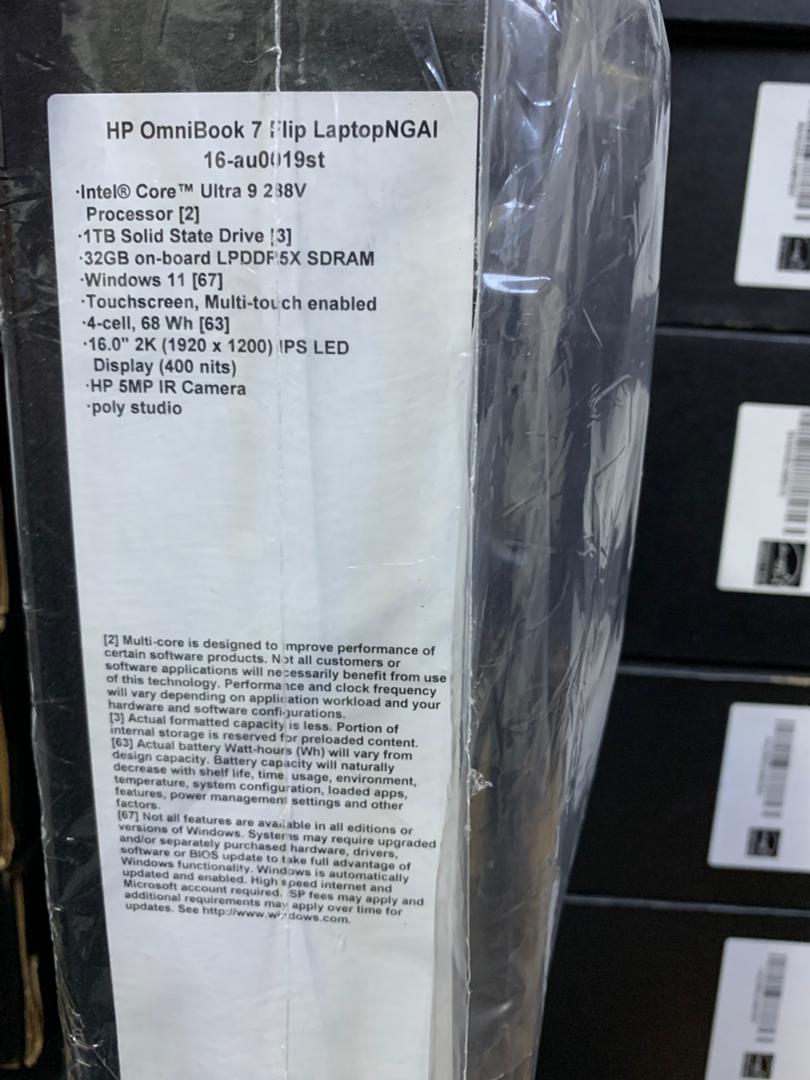 HP OmniBook 7 Flip LaptopNGAI
16-au0019st
·Intel® Core™ Ultra 9 288V
Processor [2]
·1TB Solid State Drive [3]
·32GB on-board LPDDR5X SDRAM
·Windows 11 [67]
·Touchscreen, Multi-touch enabled
·4-cell, 68 Wh [63]
·16.0" 2K (1920 x 1200) IPS LED
Display (400 nits)
·HP 5MP IR Camera
·poly studio
[2] Multi-core is designed to improve performance of
certain software products. Not all customers or
software applications will necessarily benefit from use
of this technology. Performance and clock frequency
will vary depending on application workload and your
hardware and software configurations.
[3] Actual formatted capacity is less. Portion of
internal storage is reserved for preloaded content.
[63] Actual battery Watt-hours (Wh) will vary from
design capacity. Battery capacity will naturally
decrease with shelf life, time, usage, environment,
temperature, system configuration, loaded apps,
features, power management settings and other
factors.
[67] Not all features are available in all editions or
versions of Windows. Systems may require upgraded
and/or separately purchased hardware, drivers,
software or BIOS update to take full advantage of
Windows functionality. Windows is automatically
updated and enabled. High speed internet and
Microsoft account required. ISP fees may apply and
additional requirements may apply over time for
updates. See http://www.windows.com.